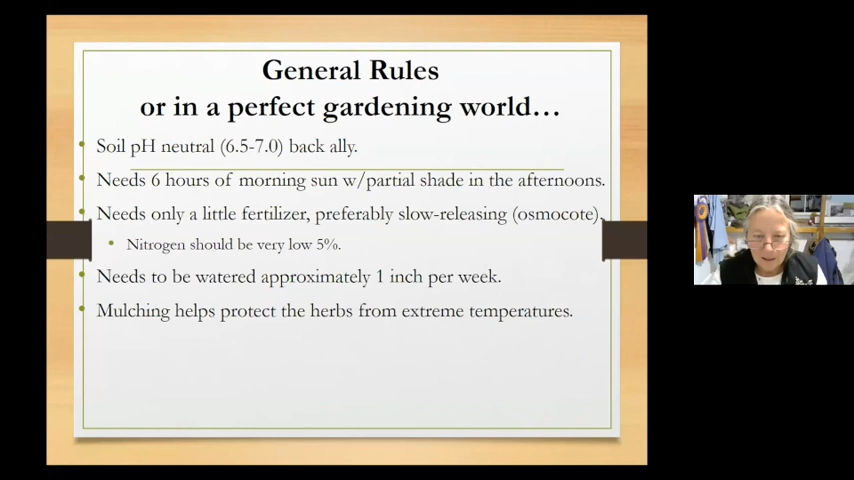 General Rules
or in a perfect gardening world…
Soil pH neutral (6.5-7.0) back ally.
Needs 6 hours of morning sun w/partial shade in the afternoons.
Needs only a little fertilizer, preferably slow-releasing (osmocote).
Nitrogen should be very low 5%.
Needs to be watered approximately 1 inch per week.
Mulching helps protect the herbs from extreme temperatures.